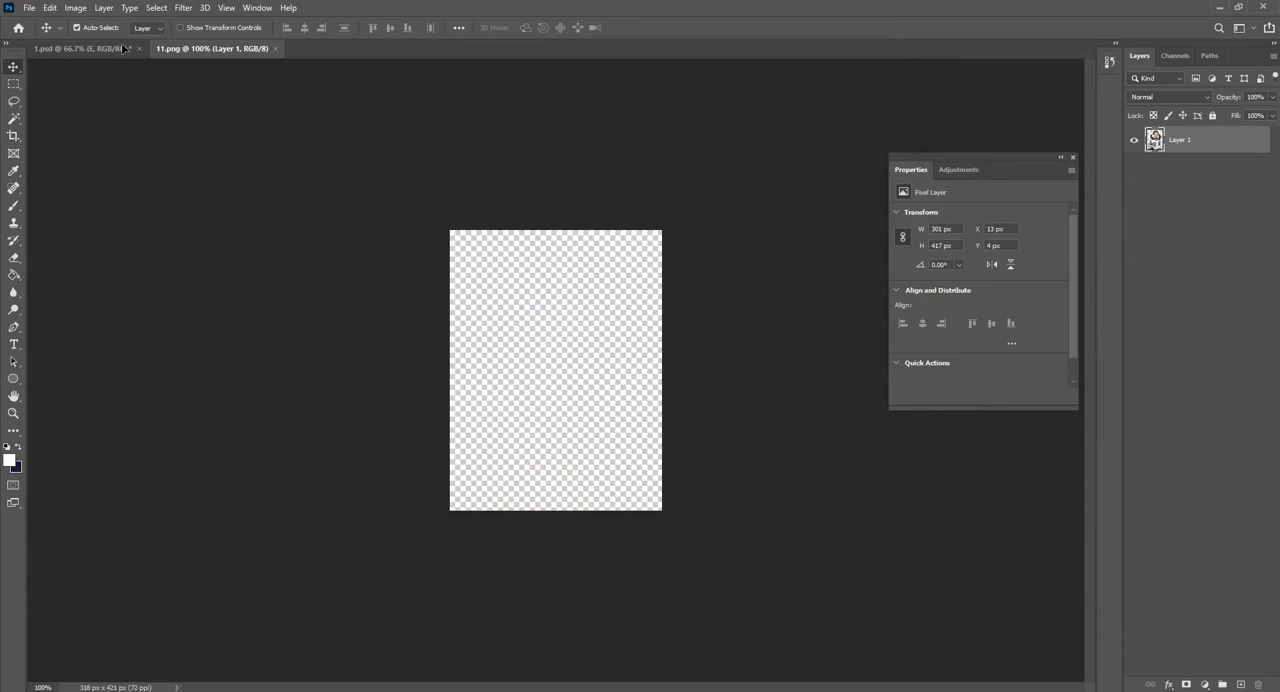 Ps File Edit Image Layer Type Select Filter 3D View Window Help
Auto-Select: Layer Show Transform Controls 3D Mode:
1.psd @ 66.7% (E, RGB/8) * × 11.png @ 100% (Layer 1, RGB/8) ×
Layers Channels Paths
Kind
Normal Opacity: 100%
Lock: Fill: 100%
Layer 1
Properties Adjustments
Pixel Layer
Transform
W 301 px X 13 px
H 417 px Y 4 px
0.00°
Align and Distribute
Align:
Quick Actions
100% 318 px x 421 px (72 ppi)